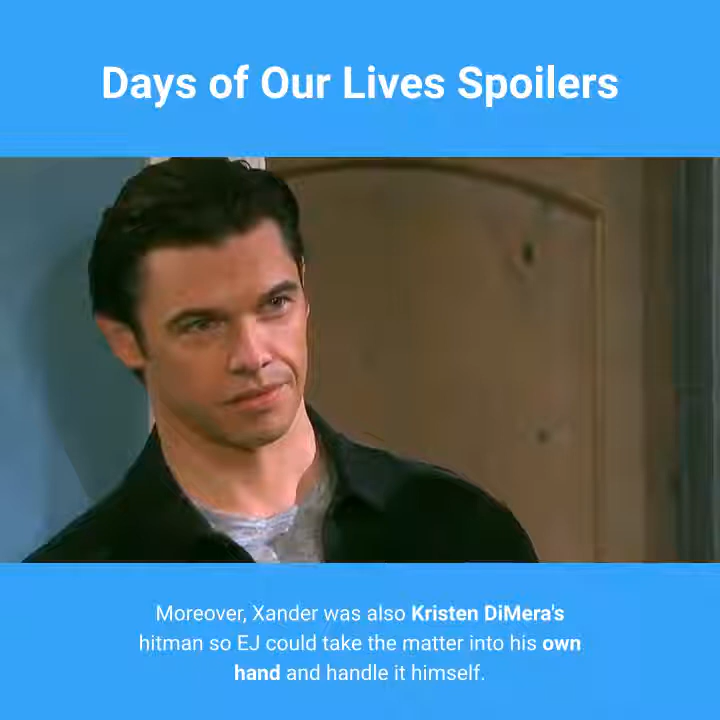 Days of Our Lives Spoilers
Moreover, Xander was also Kristen DiMera's
hitman so EJ could take the matter into his own
hand and handle it himself.